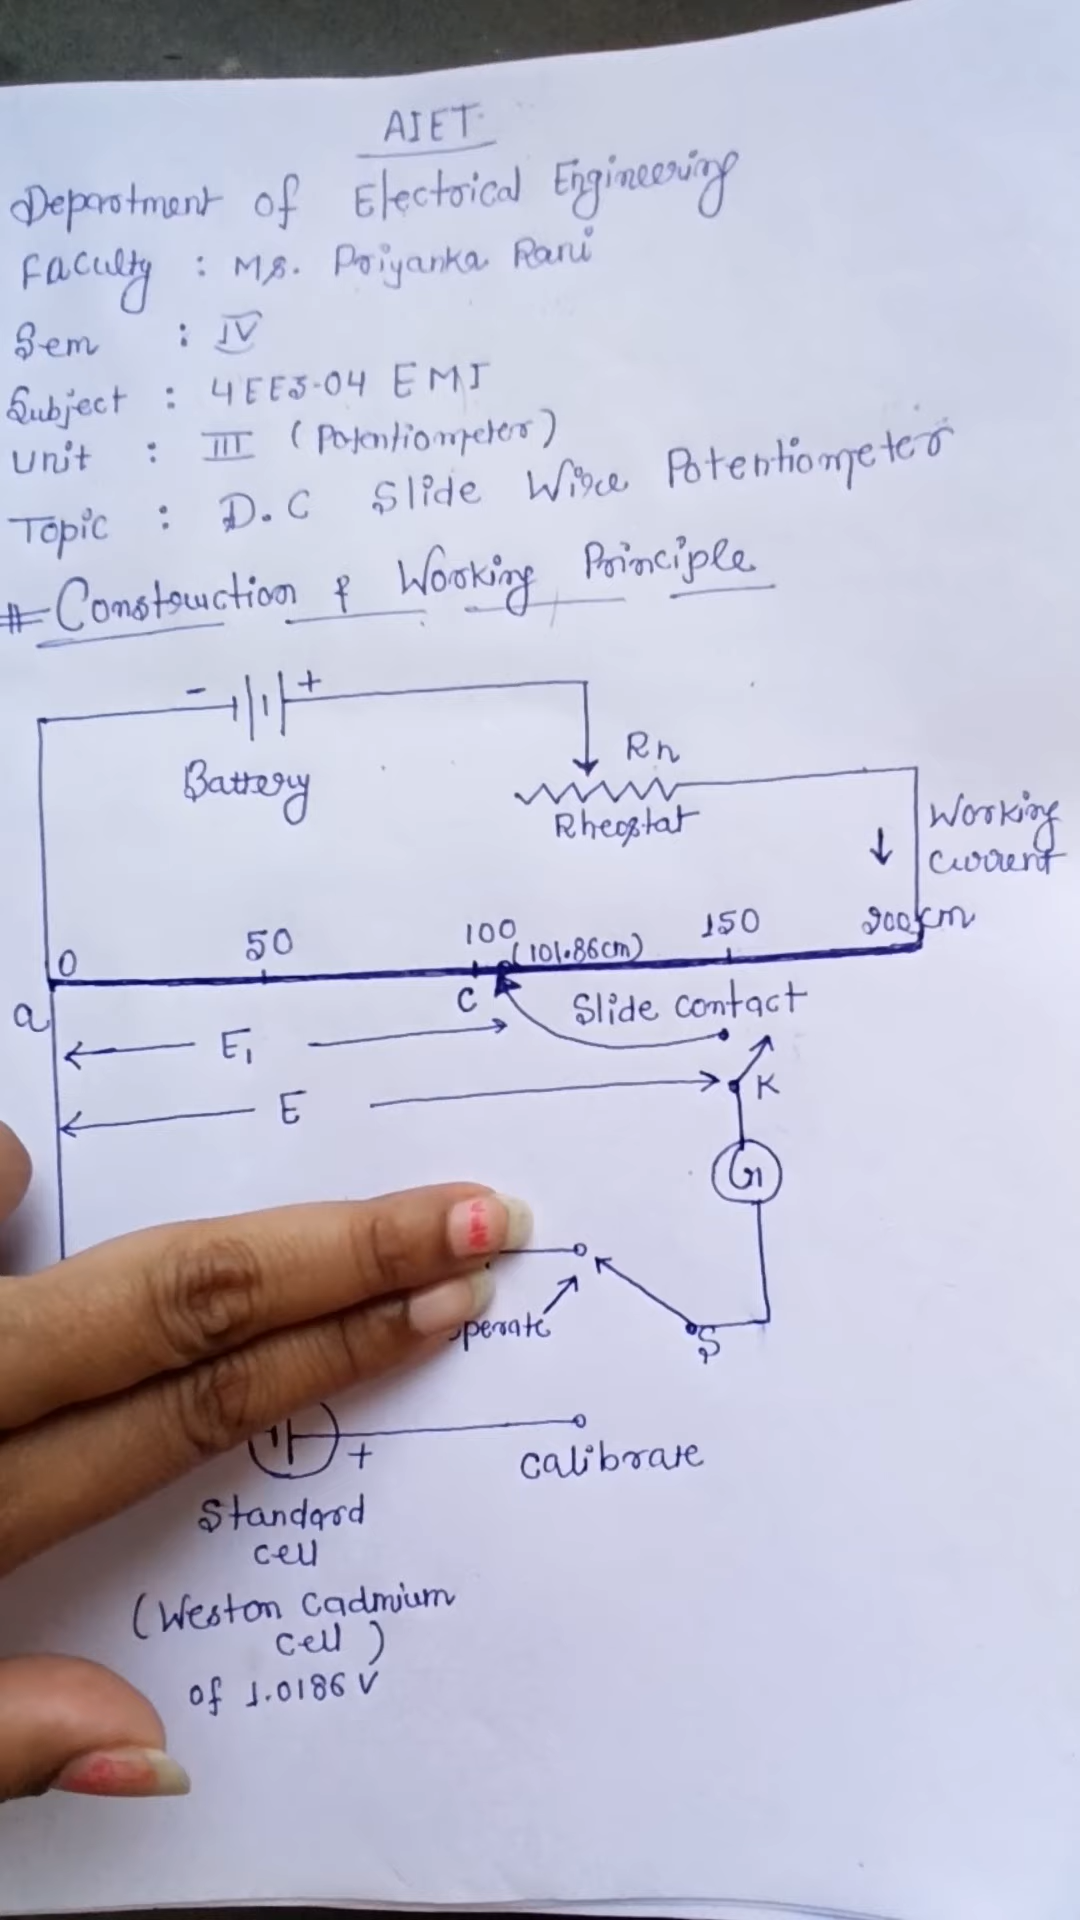 AIET
Department of Electrical Engineering
Faculty : Ms. Priyanka Rani
Sem : IV
Subject : 4EE3-04 EMI
Unit : III (Potentiometer)
Topic : D.C Slide Wire Potentiometer
# Construction & Working Principle
- +
Battery
Rh
Rheostat
Working
Current
0 50 100 (101.86cm) 150 200cm
a C Slide contact
E₁
E K
G
perate S
+ Calibrate
Standard
cell
(Weston Cadmium
cell)
of 1.0186 V